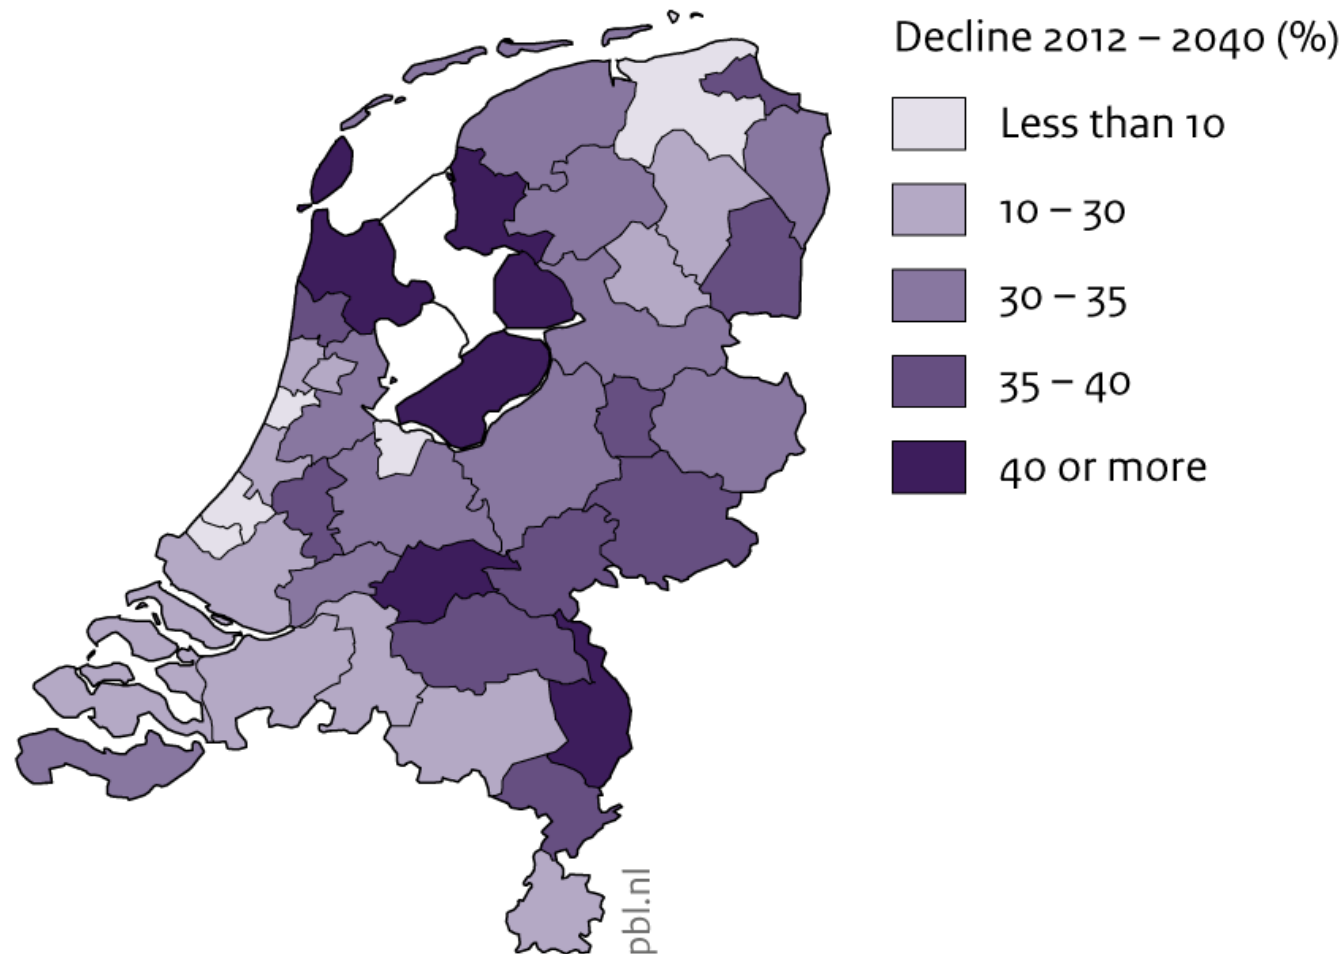 Decline 2012 – 2040 (%)
Less than 10
10 – 30
30 – 35
35 – 40
40 or more
pbl.nl